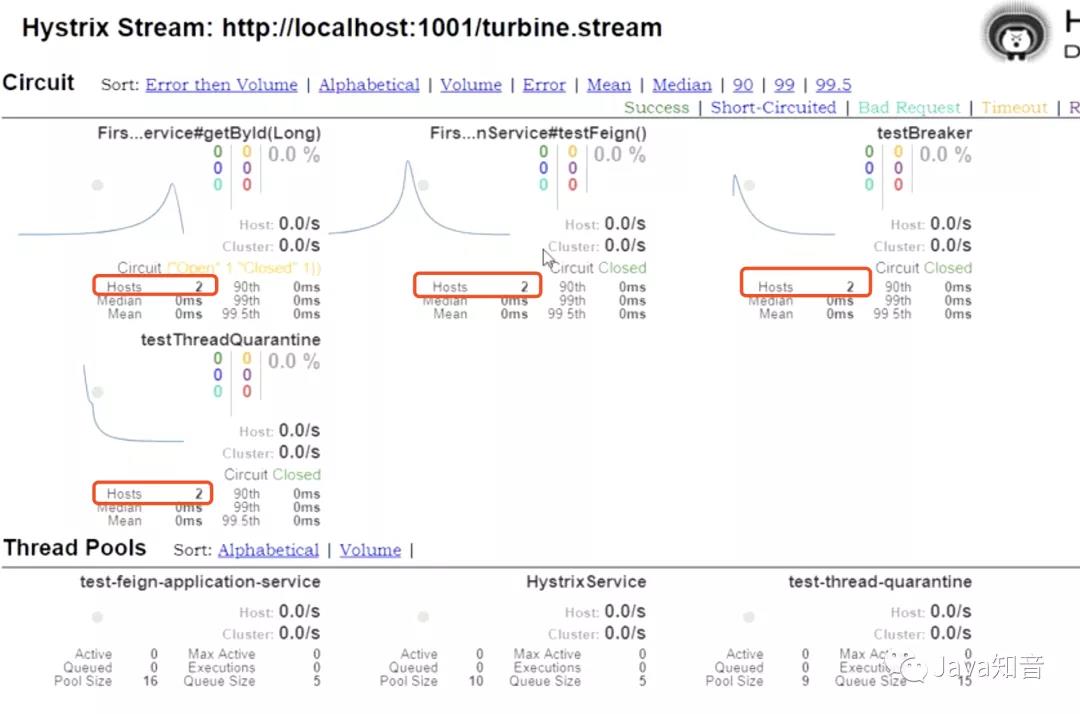 Hystrix Stream: http://localhost:1001/turbine.stream
H
D
Circuit Sort: Error then Volume | Alphabetical | Volume | Error | Mean | Median | 90 | 99 | 99.5
Success | Short-Circuited | Bad Request | Timeout | R
Firs...ervice#getById(Long)
0 0 0.0 %
0 0
0 0
Host: 0.0/s
Cluster: 0.0/s
Circuit ("Open" 1 "Closed" 1))
Hosts 2 90th 0ms
Median 0ms 99th 0ms
Mean 0ms 99.5th 0ms
Firs...nService#testFeign()
0 0 0.0 %
0 0
0 0
Host: 0.0/s
Cluster: 0.0/s
Circuit Closed
Hosts 2 90th 0ms
Median 0ms 99th 0ms
Mean 0ms 99.5th 0ms
testBreaker
0 0 0.0 %
0 0
0 0
Host: 0.0/s
Cluster: 0.0/s
Circuit Closed
Hosts 2 90th 0ms
Median 0ms 99th 0ms
Mean 0ms 99.5th 0ms
testThreadQuarantine
0 0 0.0 %
0 0
0 0
Host: 0.0/s
Cluster: 0.0/s
Circuit Closed
Hosts 2 90th 0ms
Median 0ms 99th 0ms
Mean 0ms 99.5th 0ms
Thread Pools Sort: Alphabetical | Volume |
test-feign-application-service
Host: 0.0/s
Cluster: 0.0/s
Active 0 Max Active 0
Queued 0 Executions 0
Pool Size 16 Queue Size 5
HystrixService
Host: 0.0/s
Cluster: 0.0/s
Active 0 Max Active 0
Queued 0 Executions 0
Pool Size 10 Queue Size 5
test-thread-quarantine
Host: 0.0/s
Cluster: 0.0/s
Active 0 Max Active 0
Queued 0 Executions 0
Pool Size 9 Queue Size 15
Java知音